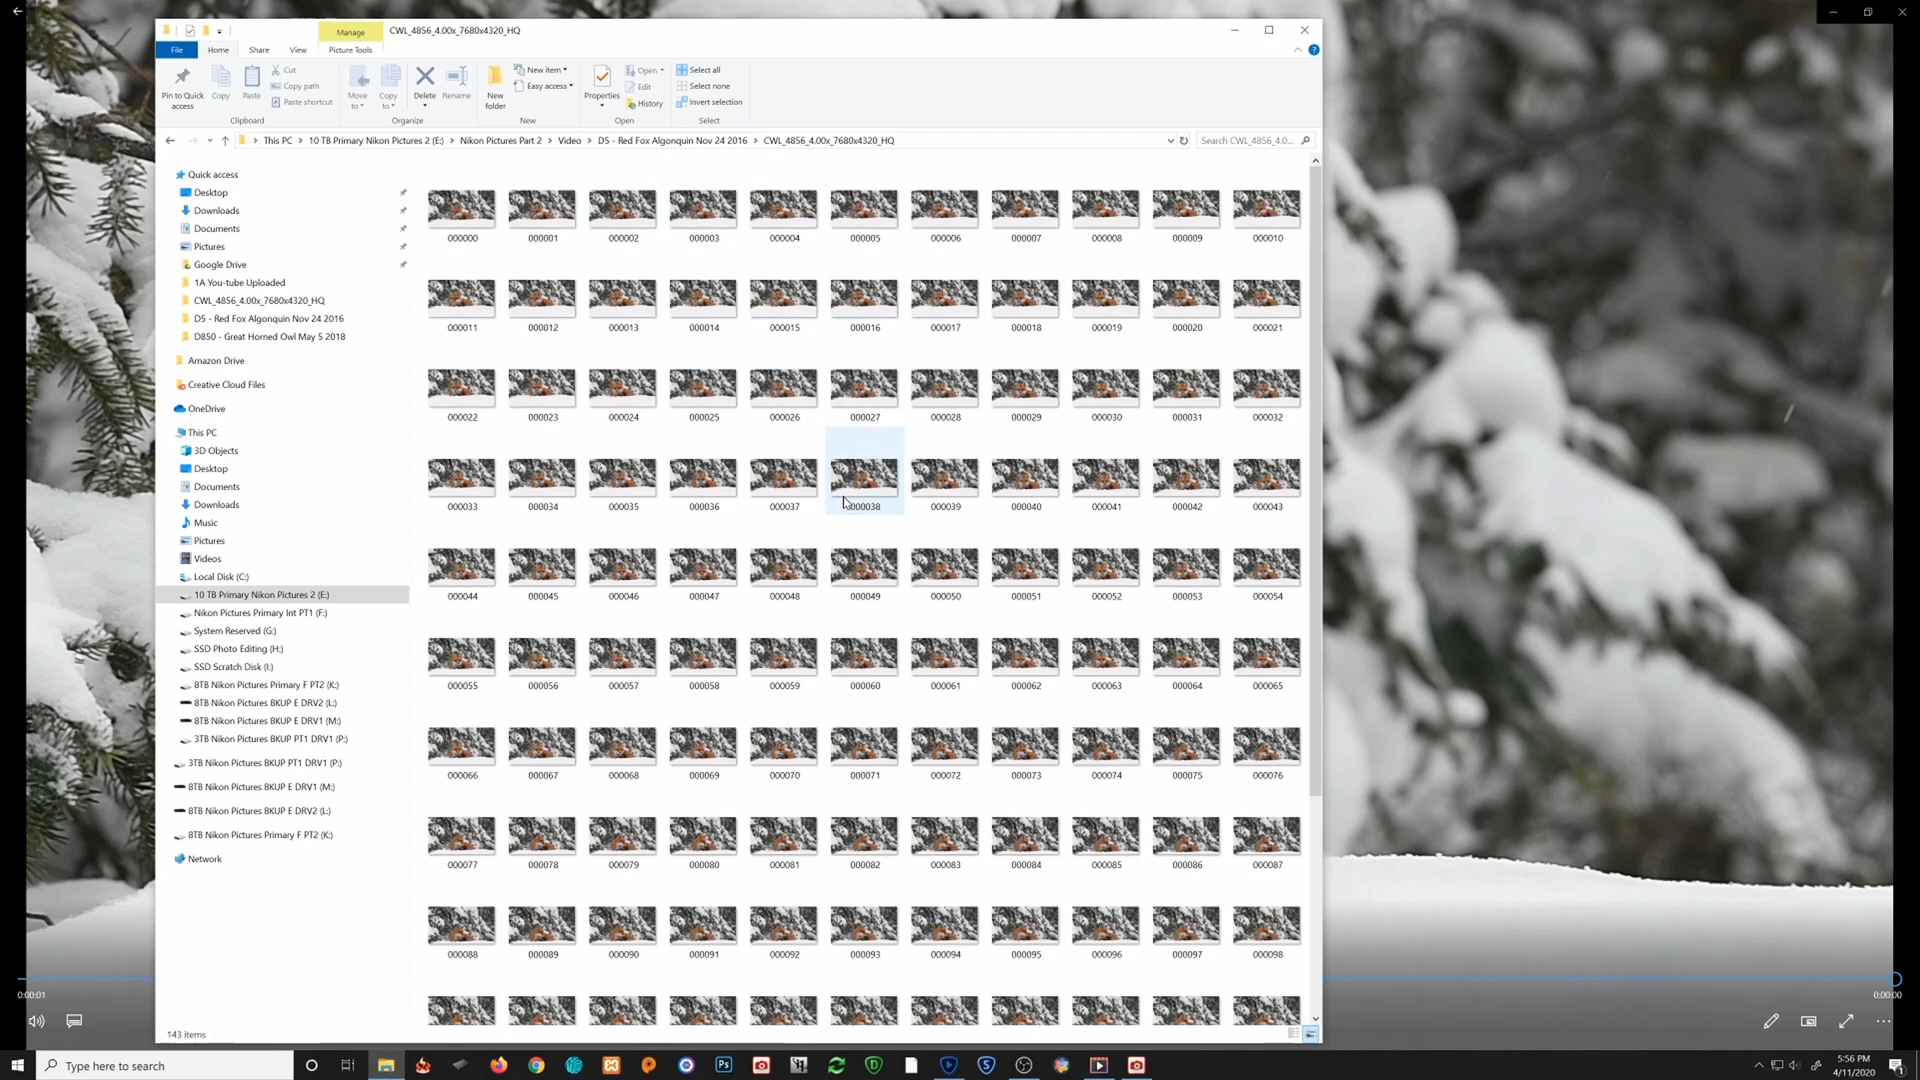 Manage
CWL_4856_4.00x_7680x4320_HQ
File
Home
Share
View
Picture Tools
Pin to Quick access
Copy
Paste
Cut
Copy path
Paste shortcut
Move to
Copy to
Delete
Rename
New folder
New item
Easy access
Properties
Open
Edit
History
Select all
Select none
Invert selection
Clipboard
Organize
New
Open
Select
This PC
10 TB Primary Nikon Pictures 2 (E:)
Nikon Pictures Part 2
Video
D5 - Red Fox Algonquin Nov 24 2016
CWL_4856_4.00x_7680x4320_HQ
Search CWL_4856_4.0...
Quick access
Desktop
Downloads
Documents
Pictures
Google Drive
1A You-tube Uploaded
CWL_4856_4.00x_7680x4320_HQ
D5 - Red Fox Algonquin Nov 24 2016
D850 - Great Horned Owl May 5 2018
Amazon Drive
Creative Cloud Files
OneDrive
This PC
3D Objects
Desktop
Documents
Downloads
Music
Pictures
Videos
Local Disk (C:)
10 TB Primary Nikon Pictures 2 (E:)
Nikon Pictures Primary Int PT1 (F:)
System Reserved (G:)
SSD Photo Editing (H:)
SSD Scratch Disk (I:)
8TB Nikon Pictures Primary F PT2 (K:)
8TB Nikon Pictures BKUP E DRV2 (L:)
8TB Nikon Pictures BKUP E DRV1 (M:)
3TB Nikon Pictures BKUP PT1 DRV1 (P:)
3TB Nikon Pictures BKUP PT1 DRV1 (P:)
8TB Nikon Pictures BKUP E DRV1 (M:)
8TB Nikon Pictures BKUP E DRV2 (L:)
8TB Nikon Pictures Primary F PT2 (K:)
Network
000000 000001 000002 000003 000004 000005 000006 000007 000008 000009 000010
000011 000012 000013 000014 000015 000016 000017 000018 000019 000020 000021
000022 000023 000024 000025 000026 000027 000028 000029 000030 000031 000032
000033 000034 000035 000036 000037 000038 000039 000040 000041 000042 000043
000044 000045 000046 000047 000048 000049 000050 000051 000052 000053 000054
000055 000056 000057 000058 000059 000060 000061 000062 000063 000064 000065
000066 000067 000068 000069 000070 000071 000072 000073 000074 000075 000076
000077 000078 000079 000080 000081 000082 000083 000084 000085 000086 000087
000088 000089 000090 000091 000092 000093 000094 000095 000096 000097 000098
143 items
0:00:01
0:00:00
Type here to search
Ps
5:56 PM
4/11/2020